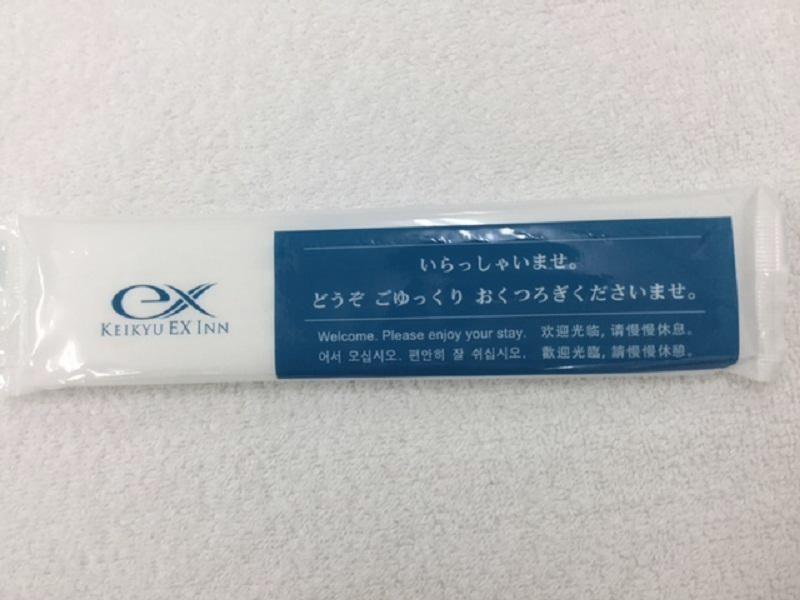 ex
KEIKYU EX INN
いらっしゃいませ。
どうぞ ごゆっくり おくつろぎくださいませ。
Welcome. Please enjoy your stay. 欢迎光临, 请慢慢休息。
어서 오십시오. 편안히 잘 쉬십시오. 歡迎光臨, 請慢慢休憩。